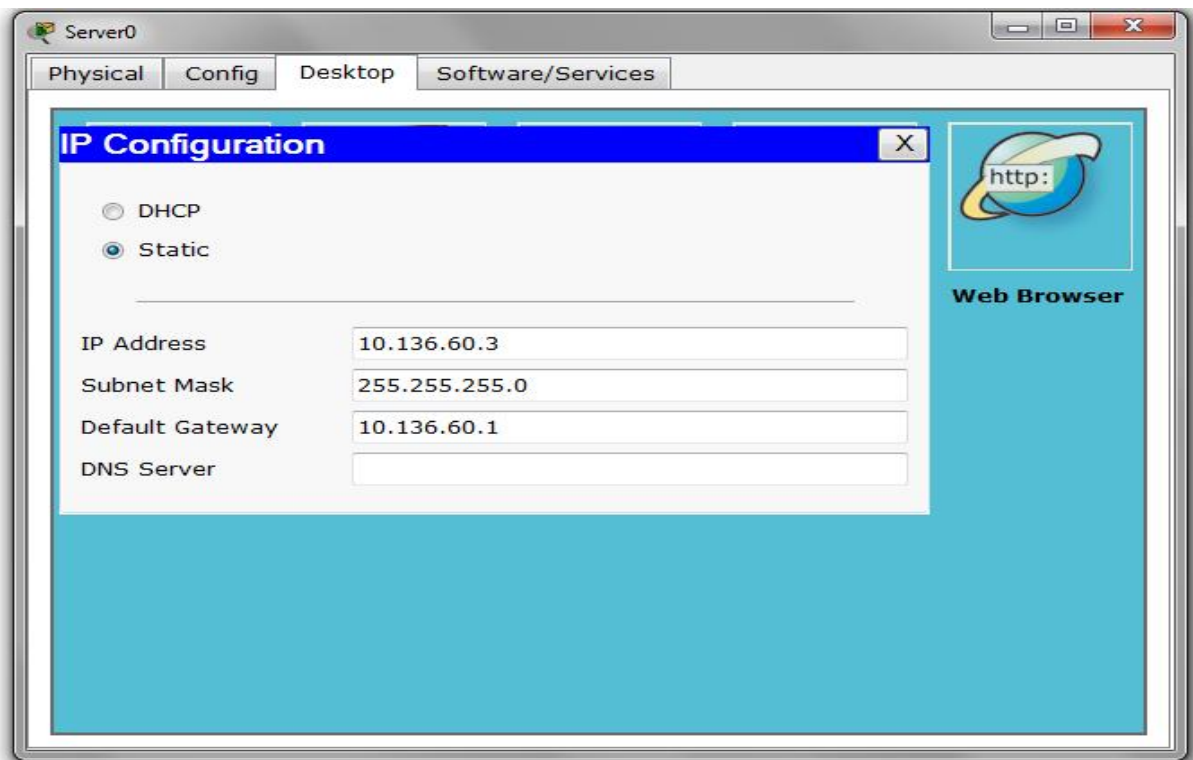 Server0
Physical Config Desktop Software/Services
IP Configuration X
http:
DHCP
Static
Web Browser
IP Address 10.136.60.3
Subnet Mask 255.255.255.0
Default Gateway 10.136.60.1
DNS Server